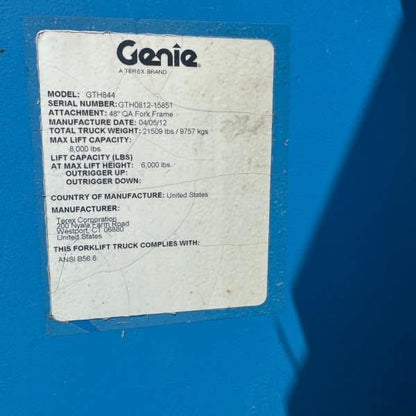 Genie
A TEREX BRAND
MODEL: GTH844
SERIAL NUMBER: GTH0812-15851
ATTACHMENT: 48" QA Fork Frame
MANUFACTURE DATE: 04/05/12
TOTAL TRUCK WEIGHT: 21509 lbs / 9757 kgs
MAX LIFT CAPACITY:
8,000 lbs
LIFT CAPACITY (LBS)
AT MAX LIFT HEIGHT: 6,000 lbs
OUTRIGGER UP:
OUTRIGGER DOWN:
COUNTRY OF MANUFACTURE: United States
MANUFACTURER:
Terex Corporation
200 Nyala Farm Road
Westport, CT 06880
United States
THIS FORKLIFT TRUCK COMPLIES WITH:
ANSI B56.6